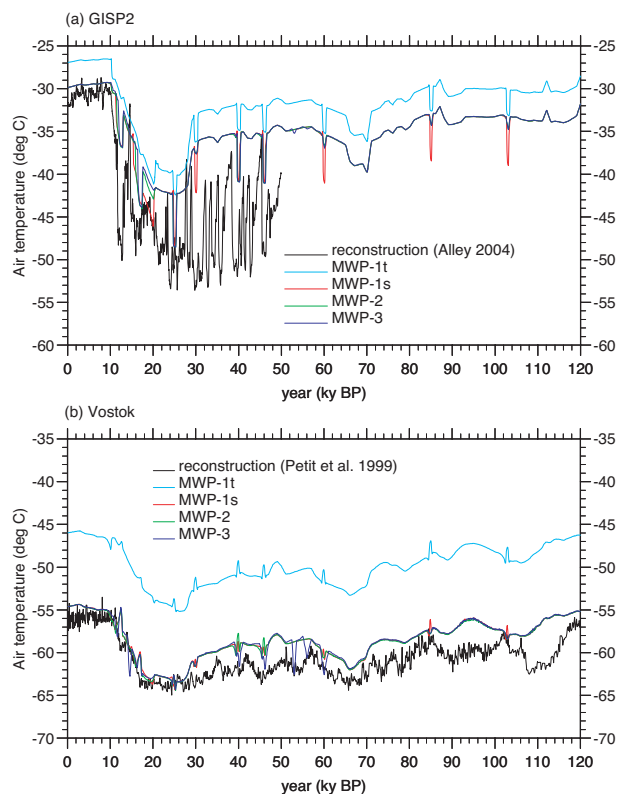 (a) GISP2
-25
-30
-35
-40
-45
-50
-55
-60
-25
-30
-35
-40
-45
-50
-55
-60
Air temperature (deg C)
reconstruction (Alley 2004)
MWP-1t
MWP-1s
MWP-2
MWP-3
0 10 20 30 40 50 60 70 80 90 100 110 120
year (ky BP)
(b) Vostok
-35
-40
-45
-50
-55
-60
-65
-70
-35
-40
-45
-50
-55
-60
-65
-70
Air temperature (deg C)
reconstruction (Petit et al. 1999)
MWP-1t
MWP-1s
MWP-2
MWP-3
0 10 20 30 40 50 60 70 80 90 100 110 120
year (ky BP)